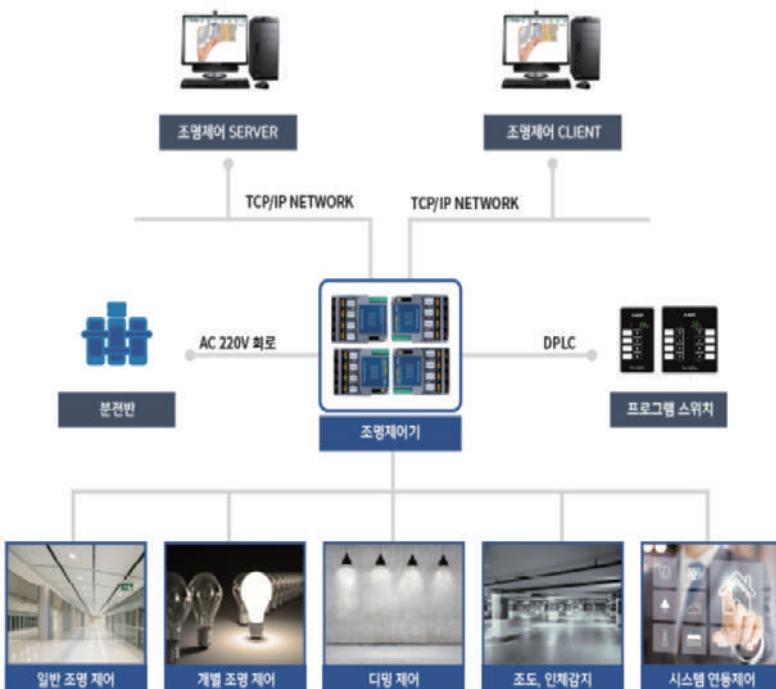 조명제어 SERVER
조명제어 CLIENT
TCP/IP NETWORK
TCP/IP NETWORK
AC 220V 회로
DPLC
분전반
조명제어기
프로그램 스위치
일반 조명 제어
개별 조명 제어
디밍 제어
조도, 인체감지
시스템 연동제어